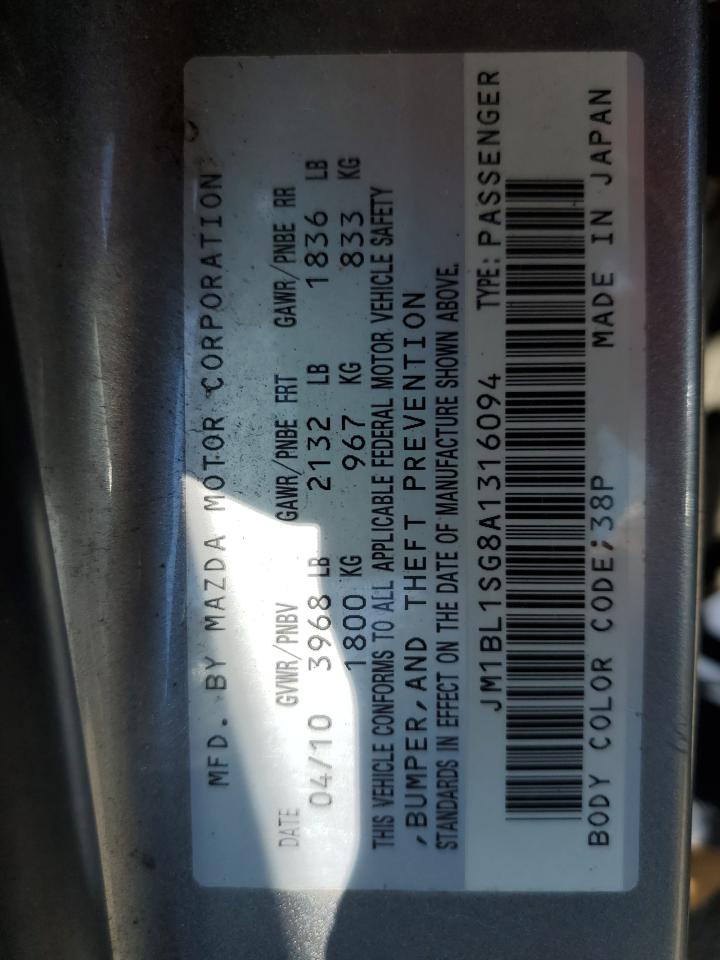 MFD. BY MAZDA MOTOR CORPORATION
DATE GVWR/PNBV GAWR/PNBE FRT GAWR/PNBE RR
04/10 3968 LB 2132 LB 1836 LB
1800 KG 967 KG 833 KG
THIS VEHICLE CONFORMS TO ALL APPLICABLE FEDERAL MOTOR VEHICLE SAFETY
,BUMPER,AND THEFT PREVENTION
STANDARDS IN EFFECT ON THE DATE OF MANUFACTURE SHOWN ABOVE.
JM1BL1SG8A1316094 TYPE:PASSENGER
BODY COLOR CODE:38P MADE IN JAPAN